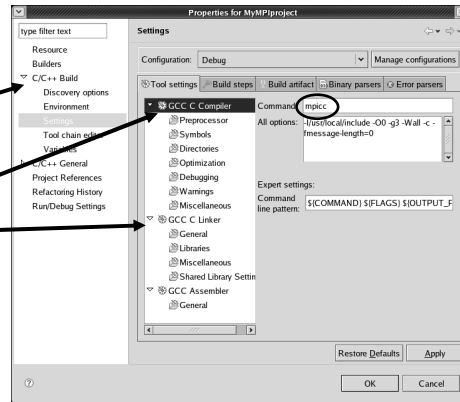 Properties for MyMPIproject
type filter text
Resource
Builders
C/C++ Build
Discovery options
Environment
Settings
Tool chain editor
Variables
C/C++ General
Project References
Refactoring History
Run/Debug Settings
Settings
Configuration: Debug
Manage configurations
Tool settings Build steps Build artifact Binary parsers Error parsers
GCC C Compiler
Preprocessor
Symbols
Directories
Optimization
Debugging
Warnings
Miscellaneous
GCC C Linker
General
Libraries
Miscellaneous
Shared Library Settin
GCC Assembler
General
Command: mpicc
All options: -I/usr/local/include -O0 -g3 -Wall -c -
fmessage-length=0
Expert settings:
Command
line pattern: ${COMMAND} ${FLAGS} ${OUTPUT_F
Restore Defaults Apply
OK Cancel